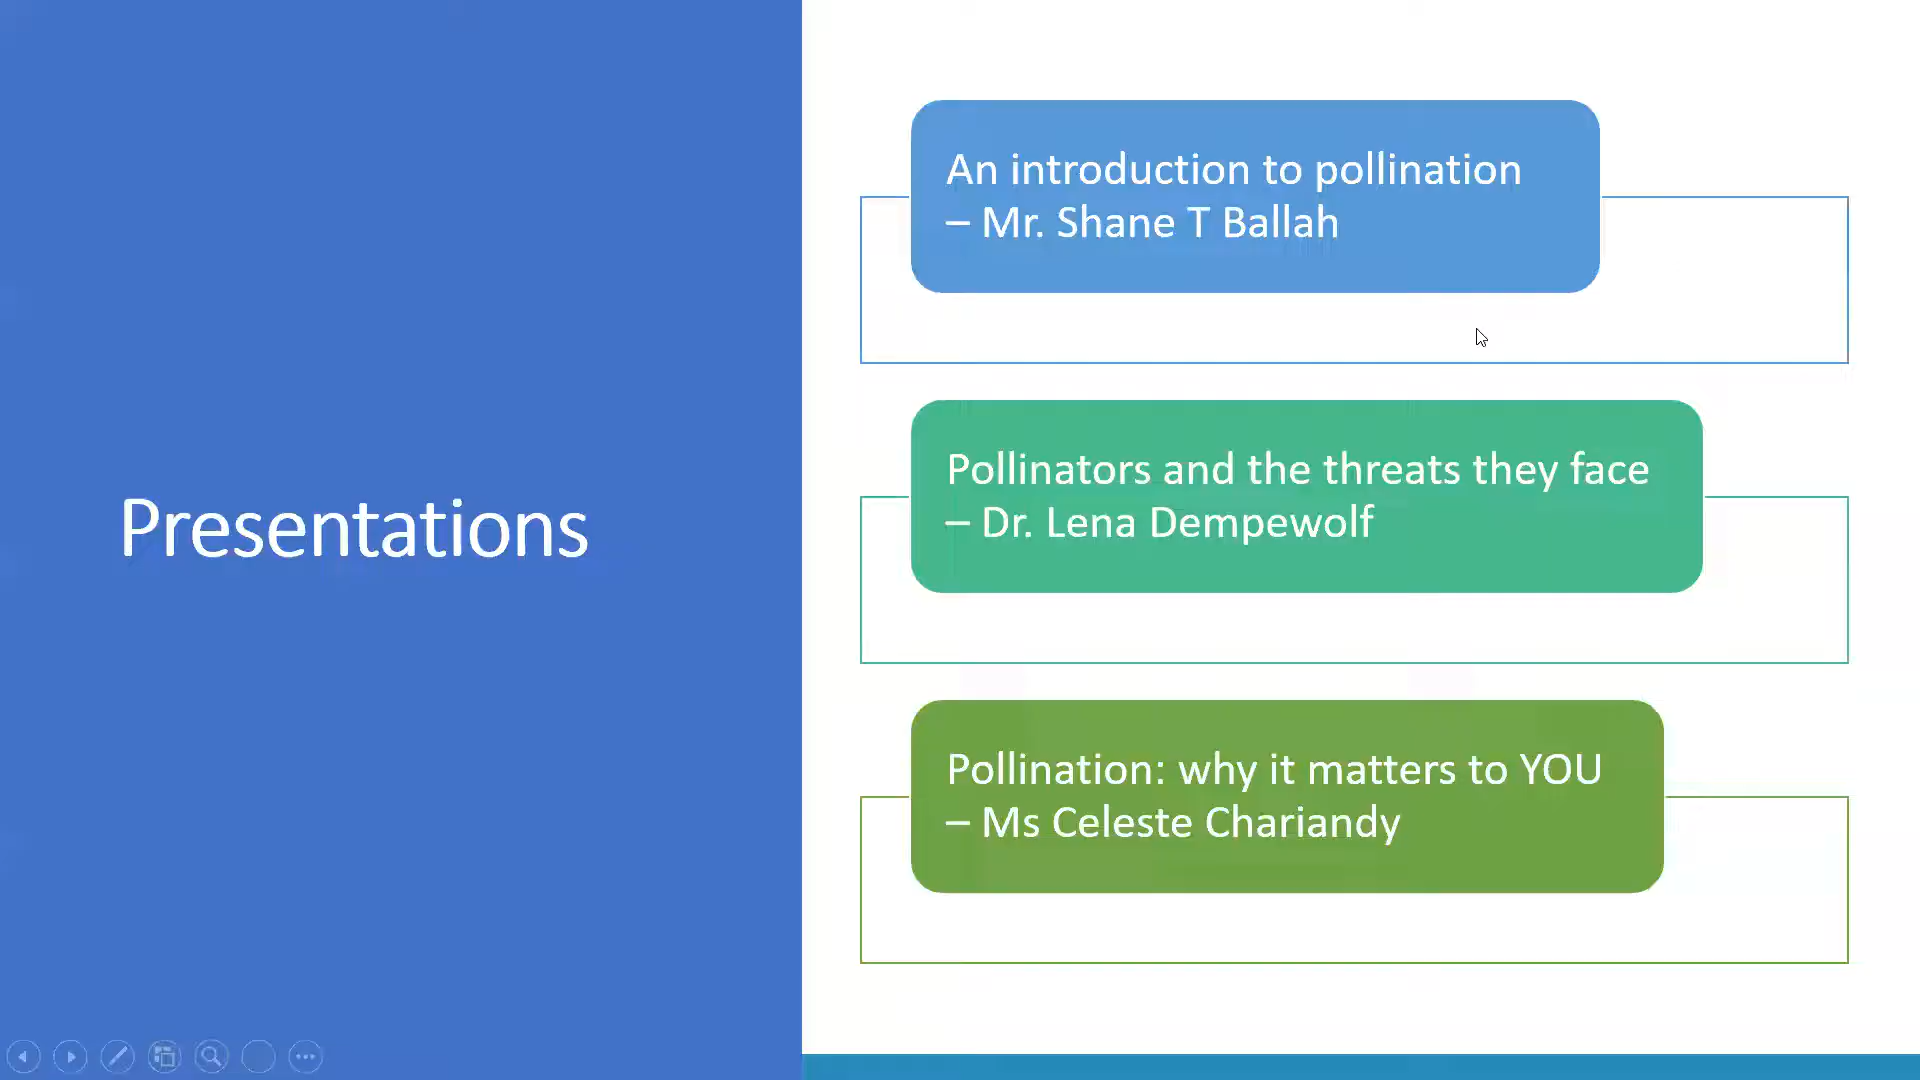 Presentations
An introduction to pollination
– Mr. Shane T Ballah
Pollinators and the threats they face
– Dr. Lena Dempewolf
Pollination: why it matters to YOU
– Ms Celeste Chariandy